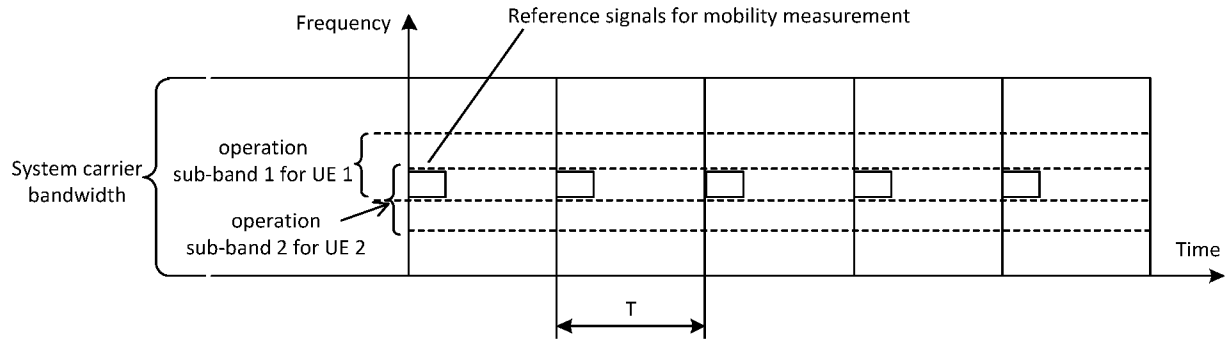 Reference signals for mobility measurement
Frequency
operation
sub-band 1 for UE 1
System carrier
bandwidth
operation
sub-band 2 for UE 2
Time
T